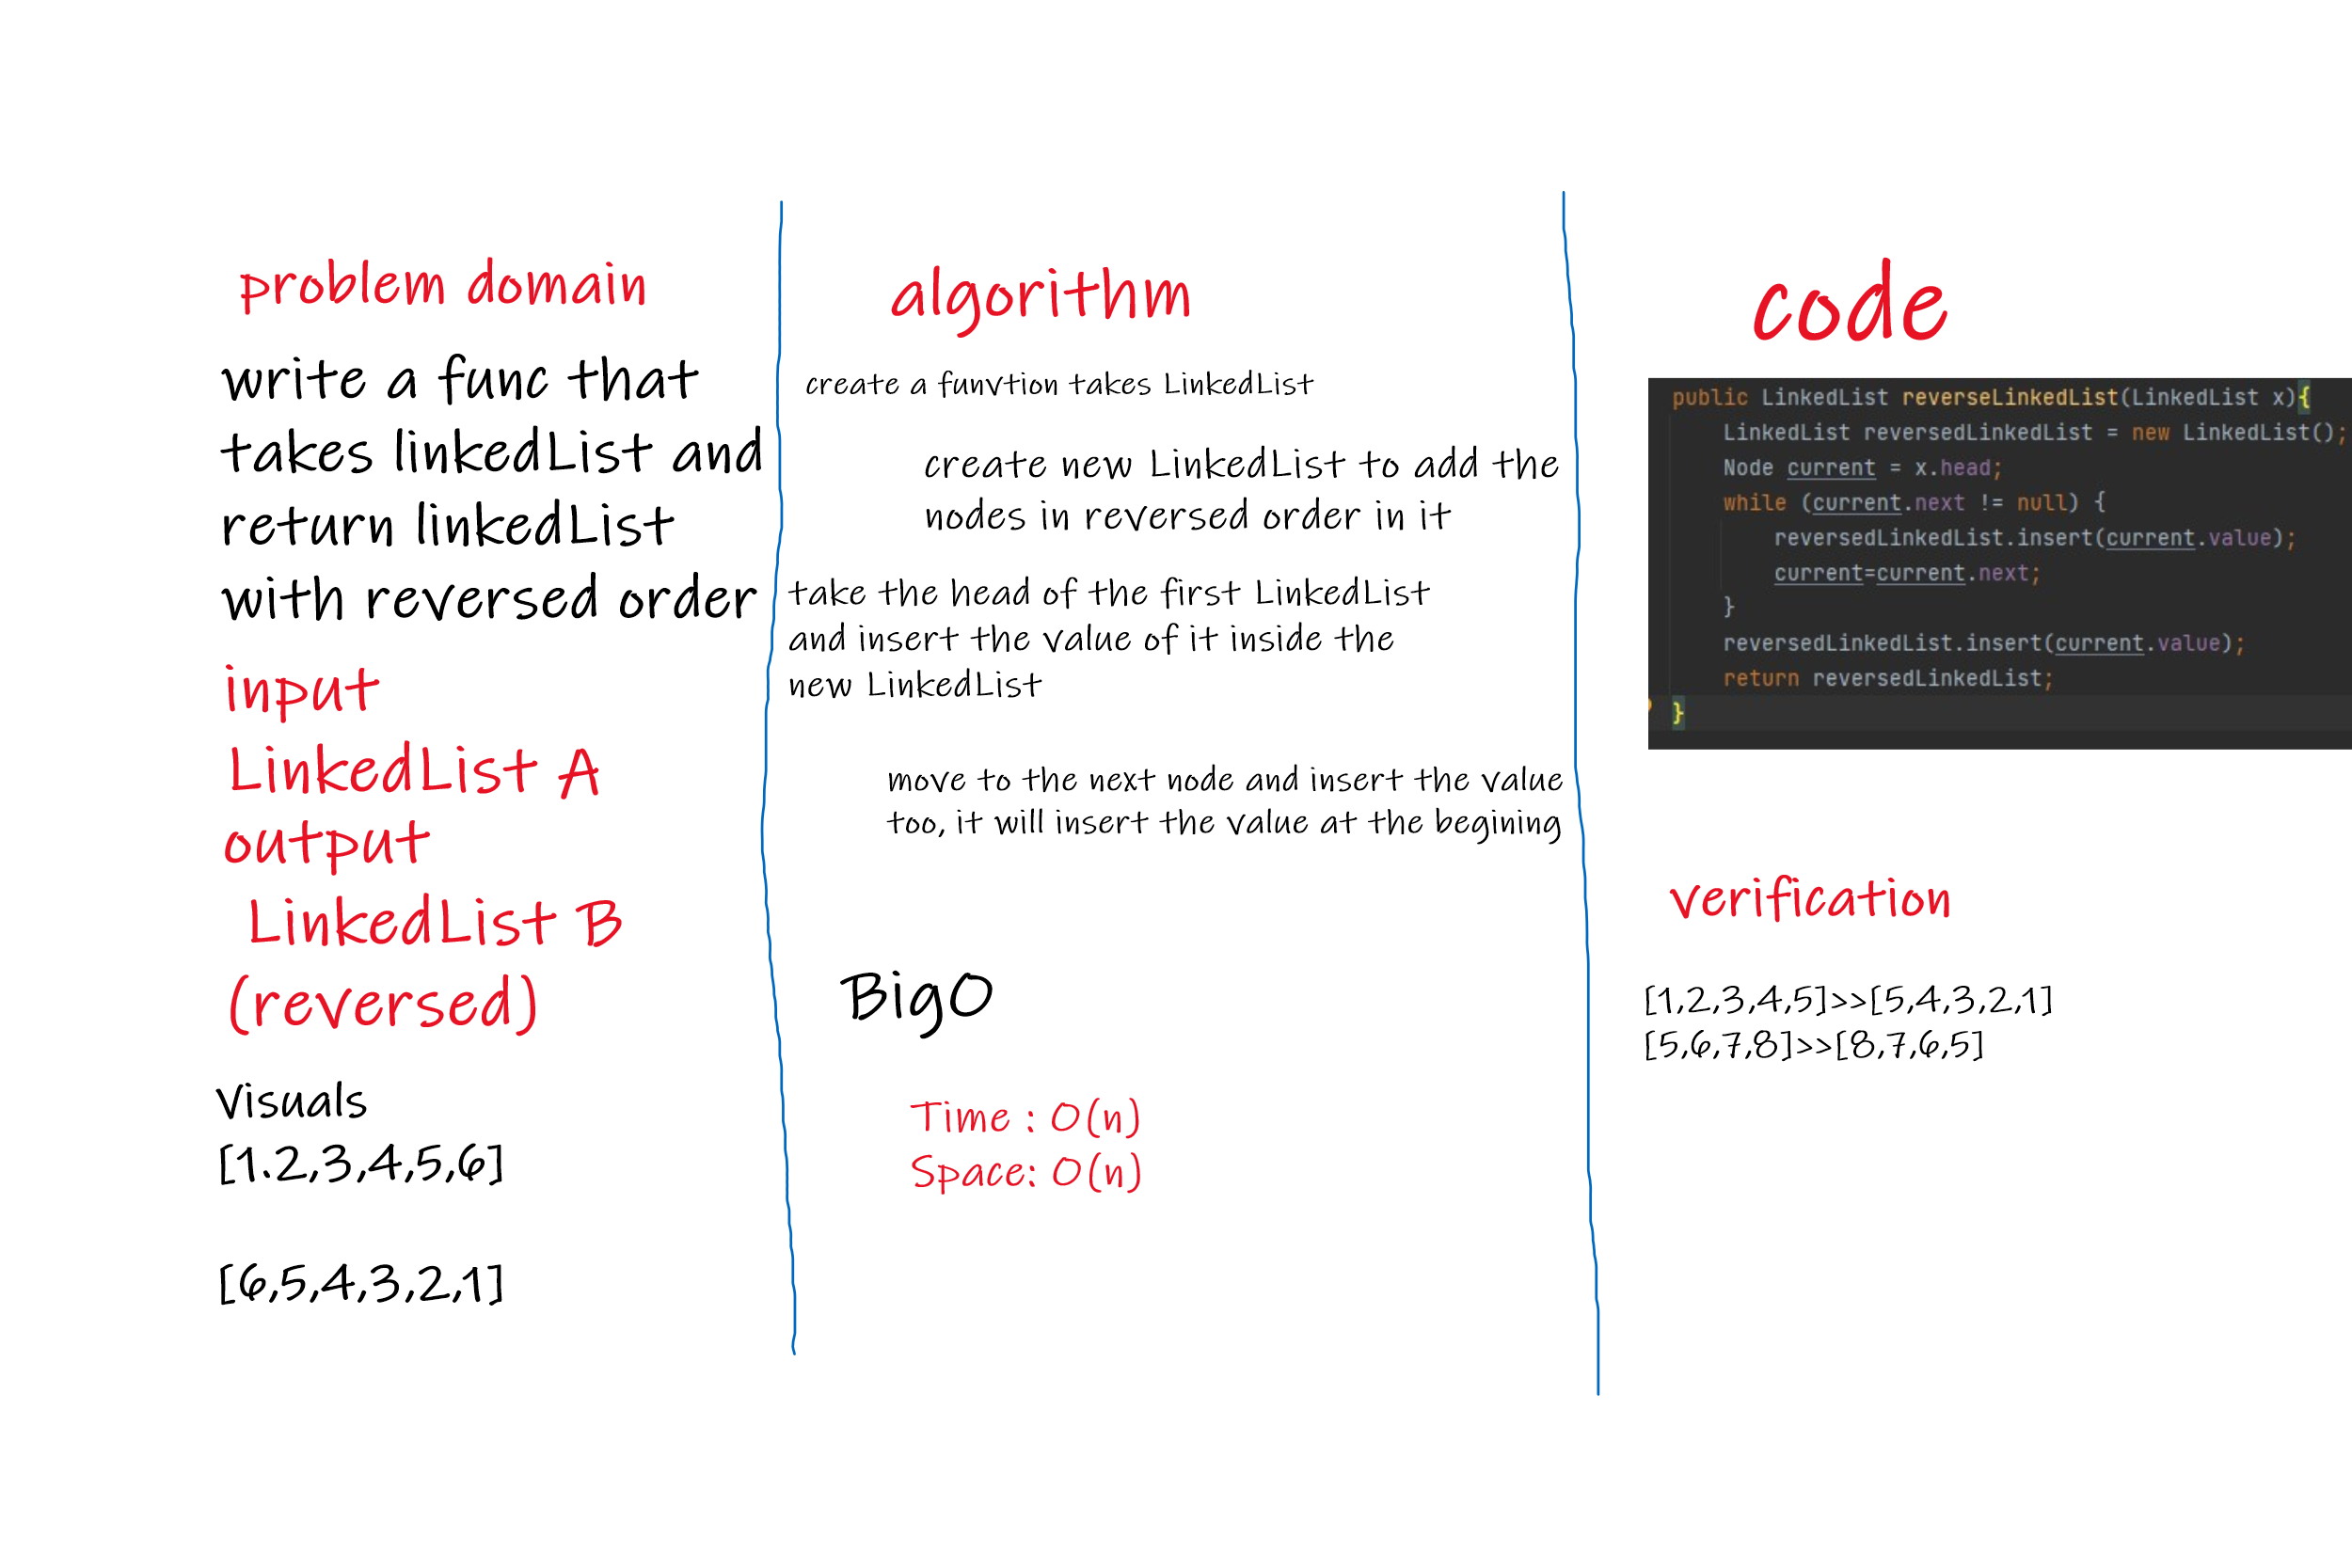 problem domain
write a func that
takes linkedList and
return linkedList
with reversed order
input
LinkedList A
output
LinkedList B
(reversed)
Visuals
[1.2,3,4,5,6]
[6,5,4,3,2,1]
algorithm
create a funvtion takes LinkedList
create new LinkedList to add the
nodes in reversed order in it
take the head of the first LinkedList
and insert the value of it inside the
new LinkedList
move to the next node and insert the value
too, it will insert the value at the begining
BigO
Time : O(n)
Space: O(n)
code
public LinkedList reverseLinkedList(LinkedList x){
LinkedList reversedLinkedList = new LinkedList();
Node current = x.head;
while (current.next != null) {
reversedLinkedList.insert(current.value);
current=current.next;
}
reversedLinkedList.insert(current.value);
return reversedLinkedList;
}
verification
[1,2,3,4,5]>>[5,4,3,2,1]
[5,6,7,8]>>[8,7,6,5]